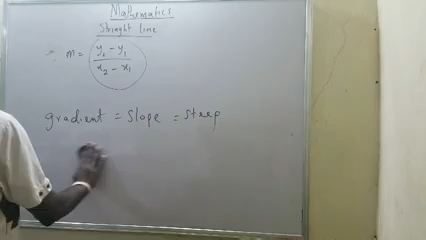 Mathematics
Straight line
∴ m = y₂ - y₁ / x₂ - x₁
gradient = slope = steep